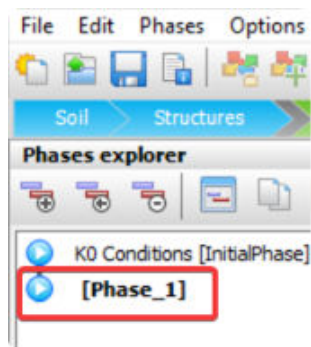 File Edit Phases Options
Soil Structures
Phases explorer
K0 Conditions [InitialPhase]
[Phase_1]